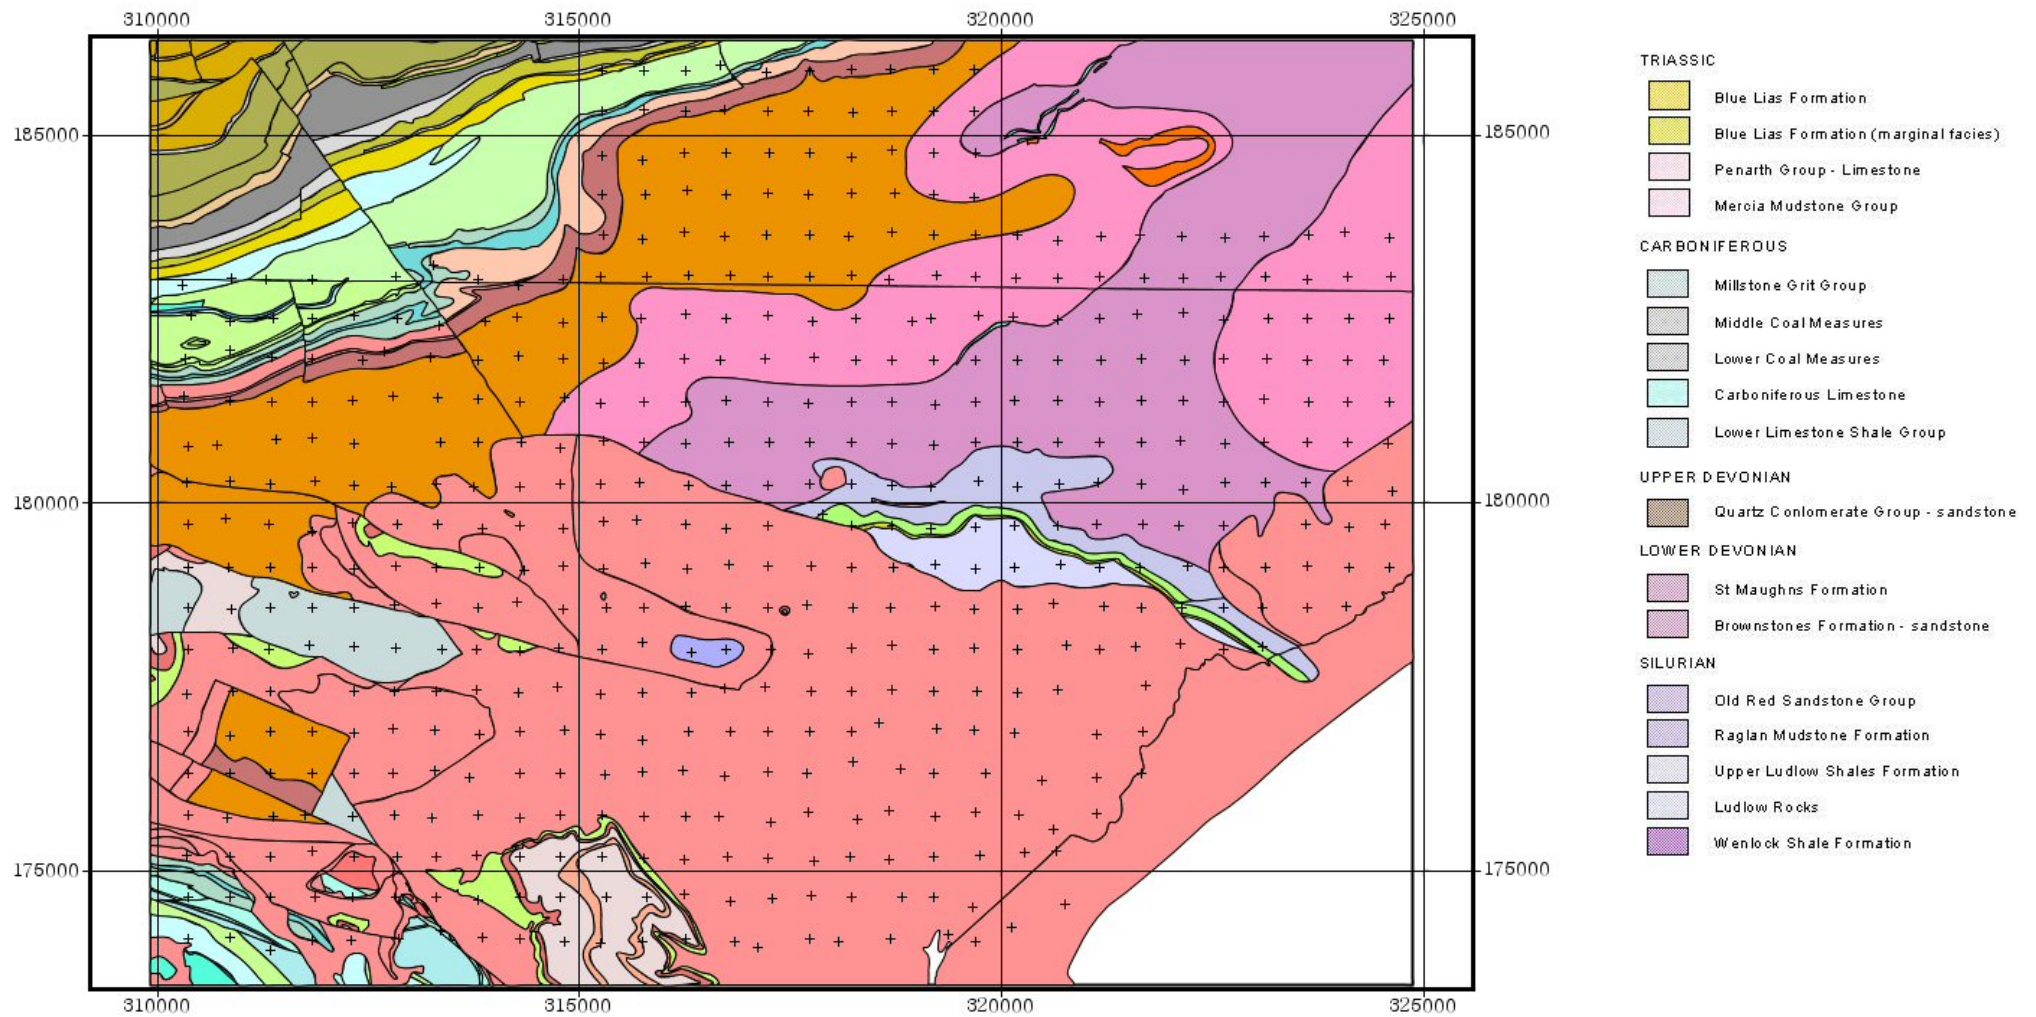 310000 315000 320000 325000
185000 185000
180000 180000
175000 175000
310000 315000 320000 325000
TRIASSIC
Blue Lias Formation
Blue Lias Formation (marginal facies)
Penarth Group - Limestone
Mercia Mudstone Group
CARBONIFEROUS
Millstone Grit Group
Middle Coal Measures
Lower Coal Measures
Carboniferous Limestone
Lower Limestone Shale Group
UPPER DEVONIAN
Quartz Conlomerate Group - sandstone
LOWER DEVONIAN
St Maughns Formation
Brownstones Formation - sandstone
SILURIAN
Old Red Sandstone Group
Raglan Mudstone Formation
Upper Ludlow Shales Formation
Ludlow Rocks
Wenlock Shale Formation